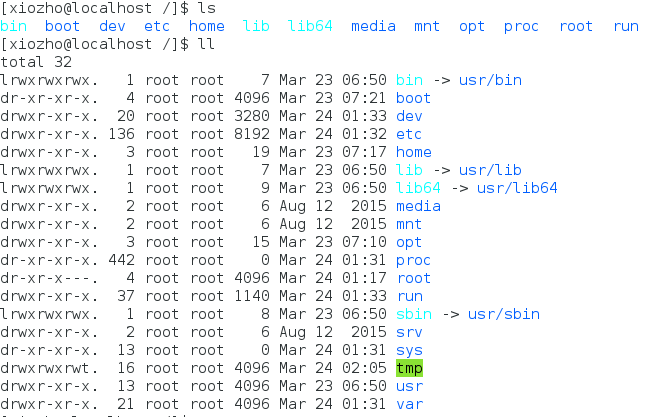 [xiozho@localhost /]$ ls
bin  boot  dev  etc  home  lib  lib64  media  mnt  opt  proc  root  run
[xiozho@localhost /]$ ll
total 32
lrwxrwxrwx.   1 root root    7 Mar 23 06:50 bin -> usr/bin
dr-xr-xr-x.   4 root root 4096 Mar 23 07:21 boot
drwxr-xr-x.  20 root root 3280 Mar 24 01:33 dev
drwxr-xr-x. 136 root root 8192 Mar 24 01:32 etc
drwxr-xr-x.   3 root root   19 Mar 23 07:17 home
lrwxrwxrwx.   1 root root    7 Mar 23 06:50 lib -> usr/lib
lrwxrwxrwx.   1 root root    9 Mar 23 06:50 lib64 -> usr/lib64
drwxr-xr-x.   2 root root    6 Aug 12  2015 media
drwxr-xr-x.   2 root root    6 Aug 12  2015 mnt
drwxr-xr-x.   3 root root   15 Mar 23 07:10 opt
dr-xr-xr-x. 442 root root    0 Mar 24 01:31 proc
dr-xr-x---.   4 root root 4096 Mar 24 01:17 root
drwxr-xr-x.  37 root root 1140 Mar 24 01:33 run
lrwxrwxrwx.   1 root root    8 Mar 23 06:50 sbin -> usr/sbin
drwxr-xr-x.   2 root root    6 Aug 12  2015 srv
dr-xr-xr-x.  13 root root    0 Mar 24 01:31 sys
drwxrwxrwt.  16 root root 4096 Mar 24 02:05 tmp
drwxr-xr-x.  13 root root 4096 Mar 23 06:50 usr
drwxr-xr-x.  21 root root 4096 Mar 24 01:31 var